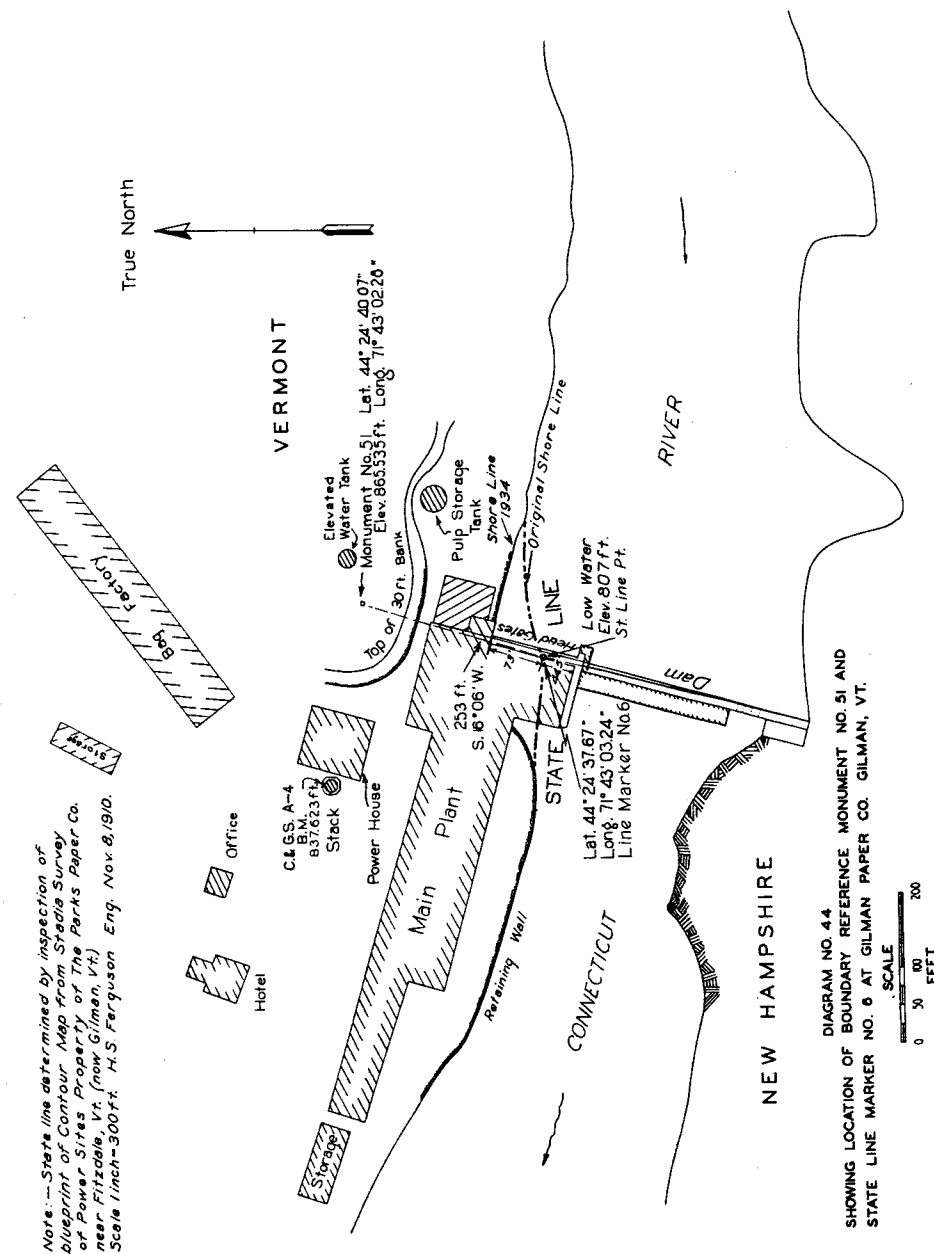 Note:—State line determined by inspection of
blueprint of Contour Map from Stadia Survey
of Power Sites Property of The Parks Paper Co.
near Fitzdale, Vt. (now Gilman, Vt.)
Scale 1 inch=300 ft. H.S. Ferguson Eng. Nov. 8, 1910.
True North
VERMONT
Bag Factory
Storage
Office
Hotel
Elevated
Water Tank
Monument No. 51 Lat. 44° 24' 40.07"
Elev. 865.535 ft. Long. 71° 43' 02.28"
Top of 30 ft. Bank
Pulp Storage
Tank
C.& G.S. A-4
B.M.
837.623 ft.
Stack
Power House
Main Plant
Storage
253 ft.
S. 16° 06' W.
Shore Line
1934
Original Shore Line
Head Gates
73
45
STATE LINE
Low Water
Elev. 807 ft.
St. Line Pt.
Lat. 44° 24' 37.67"
Long. 71° 43' 03.24"
Line Marker No. 6
Retaining Wall
Dam
CONNECTICUT
RIVER
NEW HAMPSHIRE
DIAGRAM NO. 44
SHOWING LOCATION OF BOUNDARY REFERENCE MONUMENT NO. 51 AND
STATE LINE MARKER NO. 6 AT GILMAN PAPER CO. GILMAN, VT.
SCALE
0 50 100 200
FEET